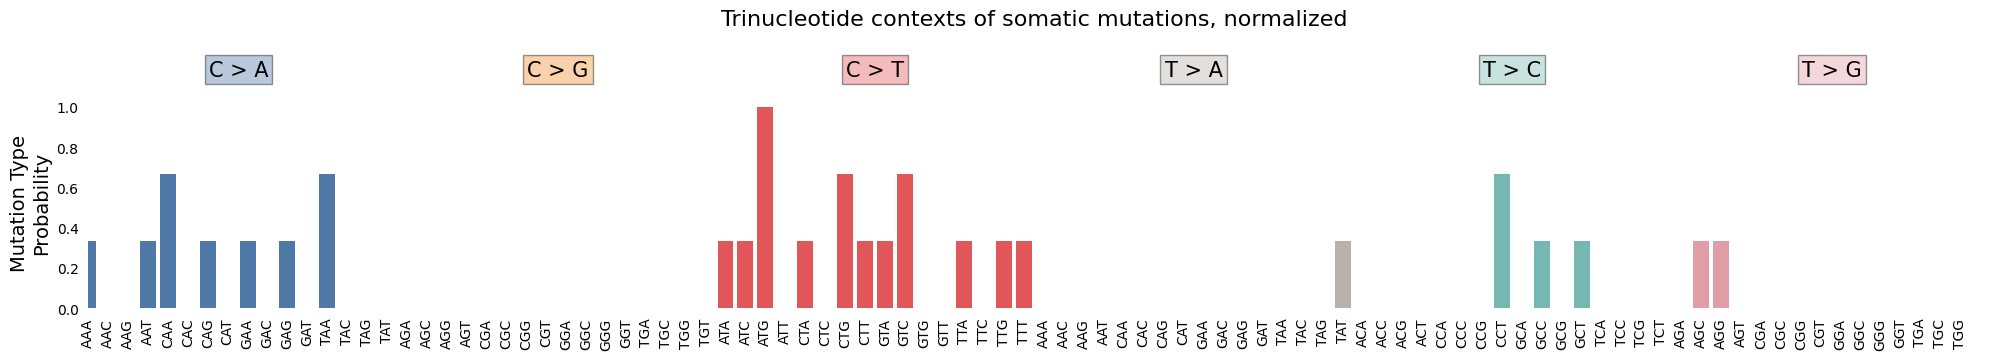 Trinucleotide contexts of somatic mutations, normalized
C > A
C > G
C > T
T > A
T > C
T > G
Mutation Type
Probability
1.0
0.8
0.6
0.4
0.2
0.0
AAA
AAC
AAG
AAT
CAA
CAC
CAG
CAT
GAA
GAC
GAG
GAT
TAA
TAC
TAG
TAT
AGA
AGC
AGG
AGT
CGA
CGC
CGG
CGT
GGA
GGC
GGG
GGT
TGA
TGC
TGG
TGT
ATA
ATC
ATG
ATT
CTA
CTC
CTG
CTT
GTA
GTC
GTG
GTT
TTA
TTC
TTG
TTT
AAA
AAC
AAG
AAT
CAA
CAC
CAG
CAT
GAA
GAC
GAG
GAT
TAA
TAC
TAG
TAT
ACA
ACC
ACG
ACT
CCA
CCC
CCG
CCT
GCA
GCC
GCG
GCT
TCA
TCC
TCG
TCT
AGA
AGC
AGG
AGT
CGA
CGC
CGG
CGT
GGA
GGC
GGG
GGT
TGA
TGC
TGG